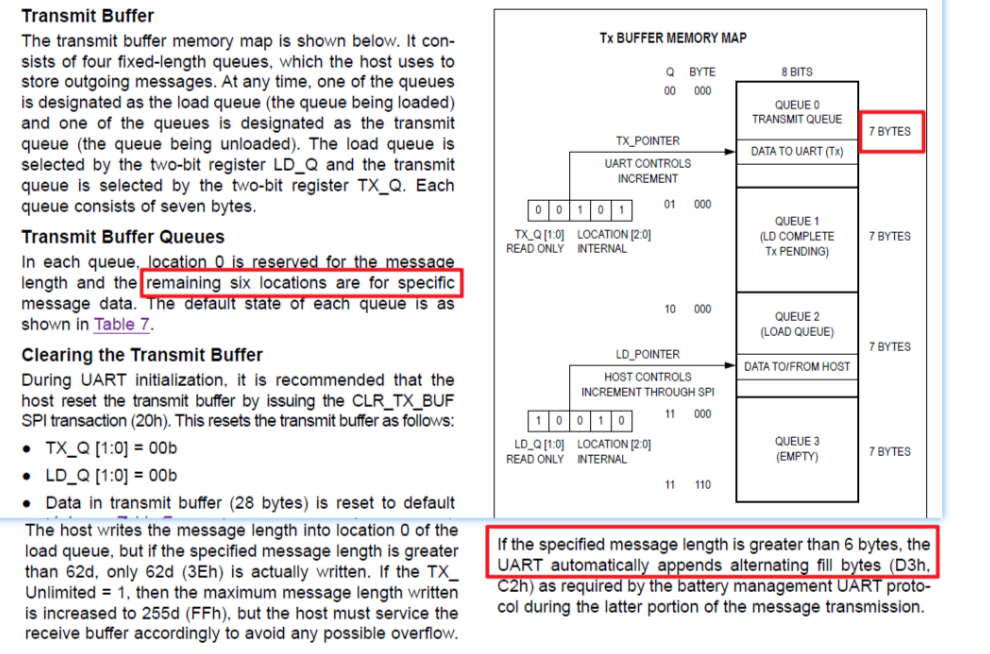 Transmit Buffer
The transmit buffer memory map is shown below. It con-
sists of four fixed-length queues, which the host uses to
store outgoing messages. At any time, one of the queues
is designated as the load queue (the queue being loaded)
and one of the queues is designated as the transmit
queue (the queue being unloaded). The load queue is
selected by the two-bit register LD_Q and the transmit
queue is selected by the two-bit register TX_Q. Each
queue consists of seven bytes.
Transmit Buffer Queues
In each queue, location 0 is reserved for the message
length and the remaining six locations are for specific
message data. The default state of each queue is as
shown in Table 7.
Clearing the Transmit Buffer
During UART initialization, it is recommended that the
host reset the transmit buffer by issuing the CLR_TX_BUF
SPI transaction (20h). This resets the transmit buffer as follows:
• TX_Q [1:0] = 00b
• LD_Q [1:0] = 00b
• Data in transmit buffer (28 bytes) is reset to default
Tx BUFFER MEMORY MAP
Q BYTE
8 BITS
00 000
QUEUE 0
TRANSMIT QUEUE
7 BYTES
TX_POINTER
DATA TO UART (Tx)
UART CONTROLS
INCREMENT
0 0 1 0 1
01 000
TX_Q [1:0] LOCATION [2:0]
READ ONLY INTERNAL
QUEUE 1
(LD COMPLETE
Tx PENDING)
7 BYTES
10 000
QUEUE 2
(LOAD QUEUE)
7 BYTES
LD_POINTER
DATA TO/FROM HOST
HOST CONTROLS
INCREMENT THROUGH SPI
1 0 0 1 0
11 000
LD_Q [1:0] LOCATION [2:0]
READ ONLY INTERNAL
QUEUE 3
(EMPTY)
7 BYTES
11 110
The host writes the message length into location 0 of the
load queue, but if the specified message length is greater
than 62d, only 62d (3Eh) is actually written. If the TX_
Unlimited = 1, then the maximum message length written
is increased to 255d (FFh), but the host must service the
receive buffer accordingly to avoid any possible overflow.
If the specified message length is greater than 6 bytes, the
UART automatically appends alternating fill bytes (D3h,
C2h) as required by the battery management UART proto-
col during the latter portion of the message transmission.